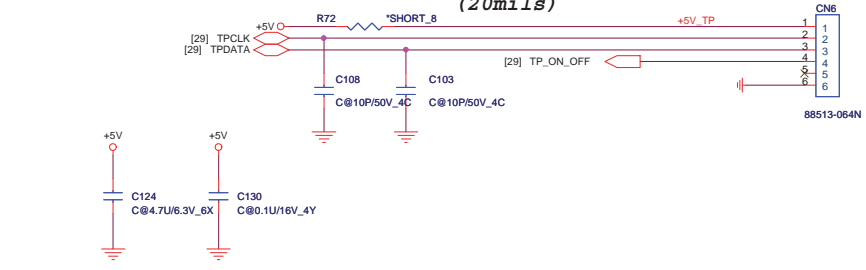 (20mils)
CN6
R72 *SHORT_8
+5V
+5V_TP
1 1
[29] TPCLK
2 2
[29] TPDATA
3 3
[29] TP_ON_OFF
4 4
5 5
6 6
C108
C103
C@10P/50V_4C
C@10P/50V_4C
88513-064N
+5V
+5V
C124
C130
C@4.7U/6.3V_6X
C@0.1U/16V_4Y